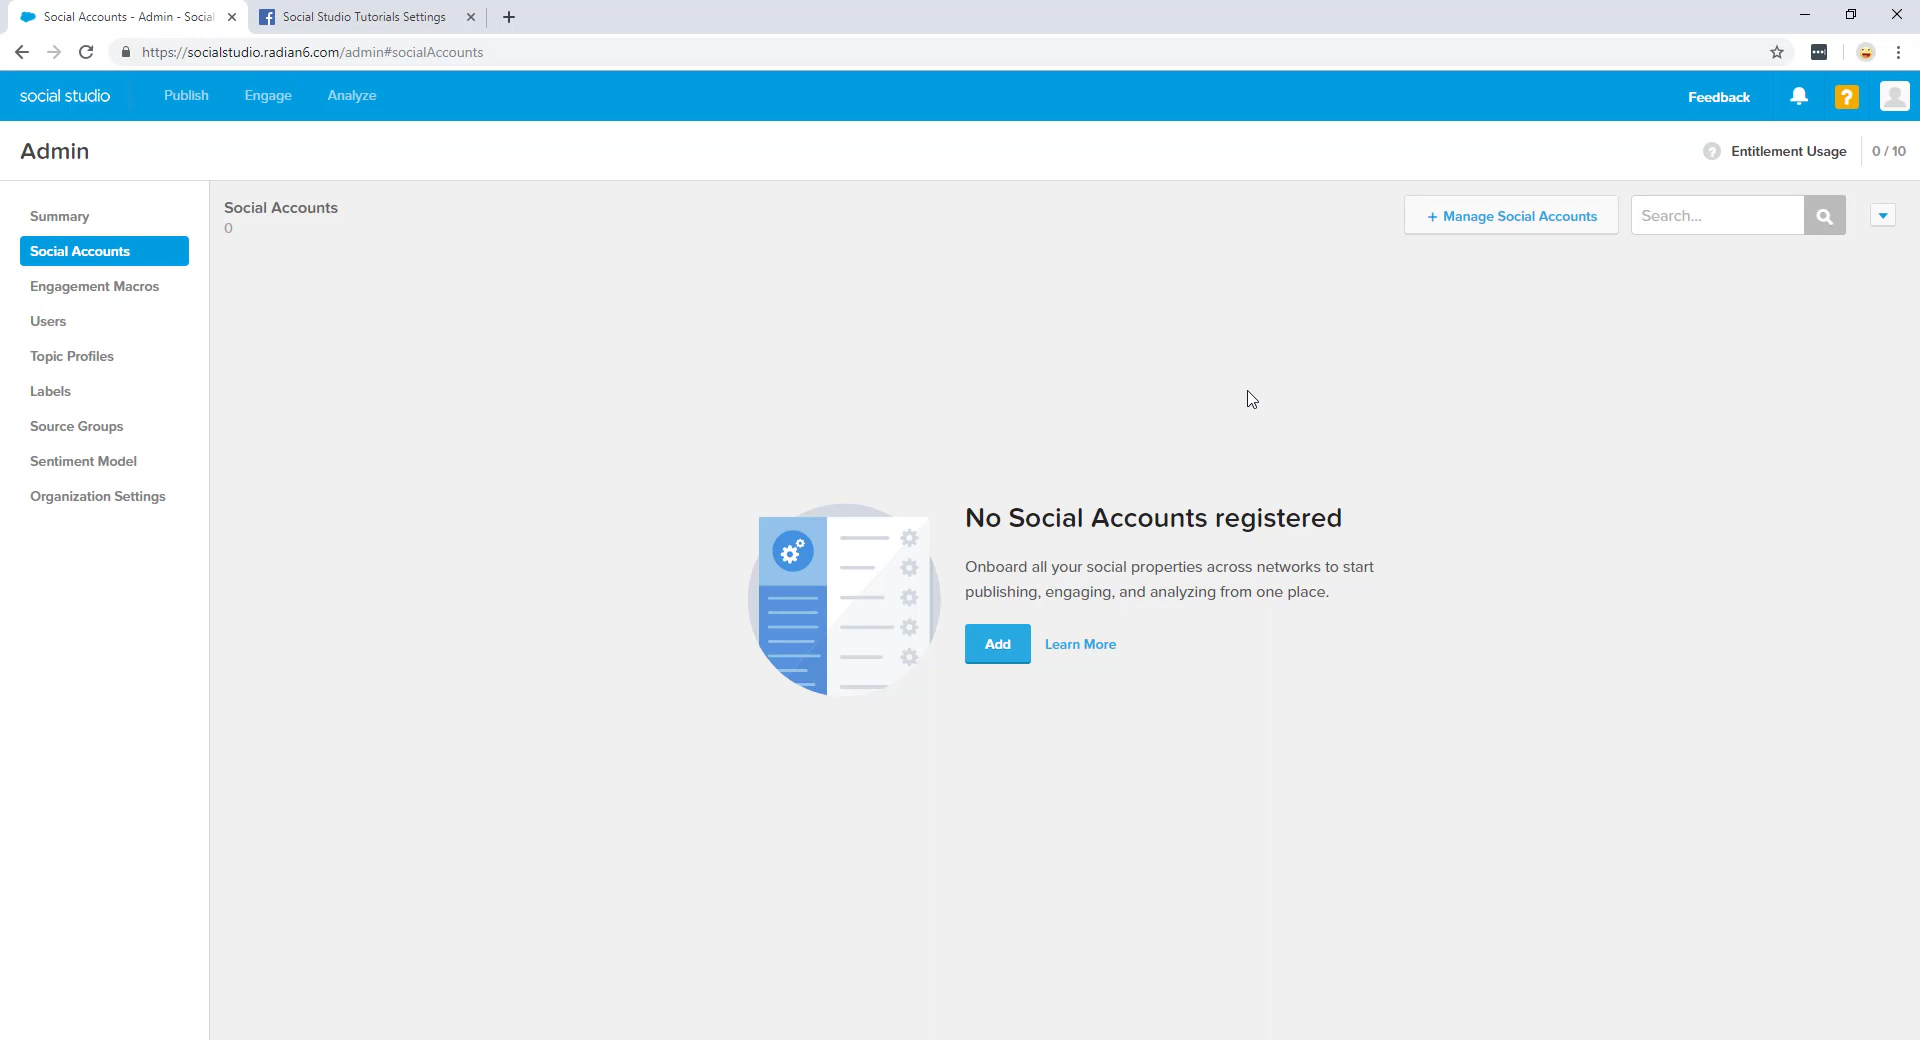 Social Accounts - Admin - Social
Social Studio Tutorials Settings
https://socialstudio.radian6.com/admin#socialAccounts
social studio
Publish
Engage
Analyze
Feedback
?
Admin
? Entitlement Usage
0 / 10
Summary
Social Accounts
Engagement Macros
Users
Topic Profiles
Labels
Source Groups
Sentiment Model
Organization Settings
Social Accounts
0
+ Manage Social Accounts
Search...
No Social Accounts registered
Onboard all your social properties across networks to start
publishing, engaging, and analyzing from one place.
Add
Learn More